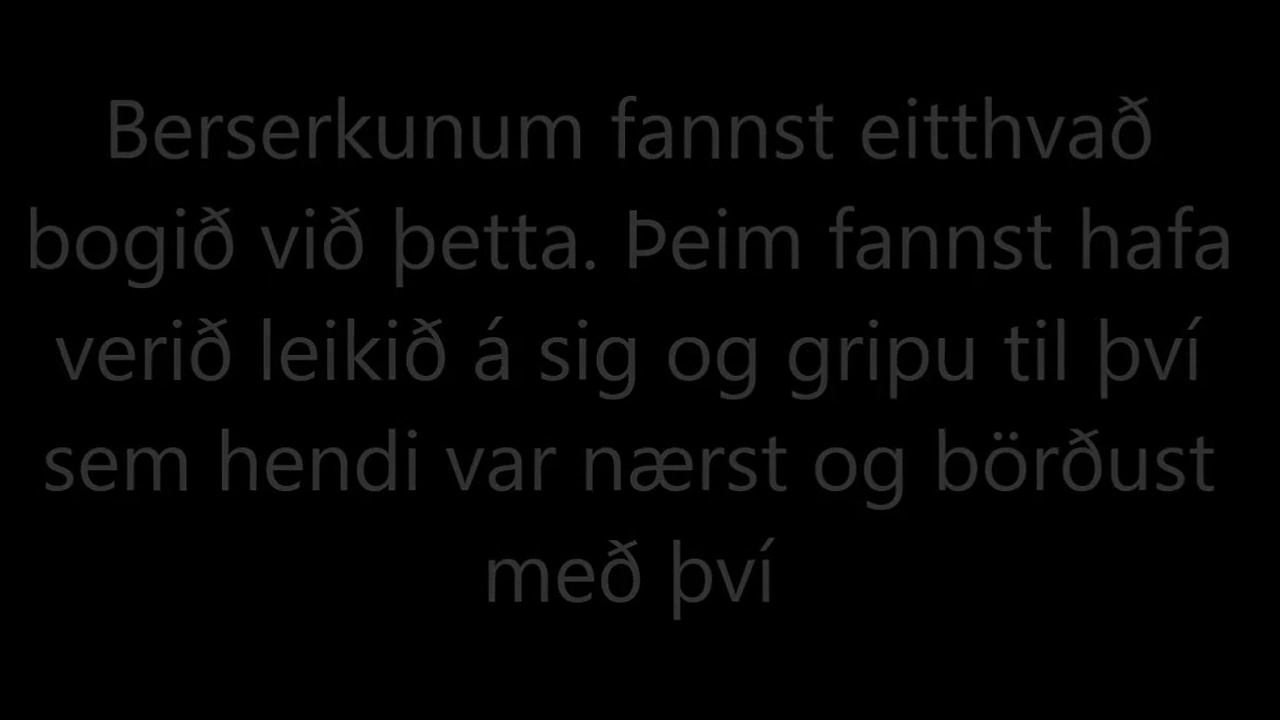 Berserkunum fannst eitthvað
bogið við þetta. Þeim fannst hafa
verið leikið á sig og gripu til því
sem hendi var nærst og börðust
með því